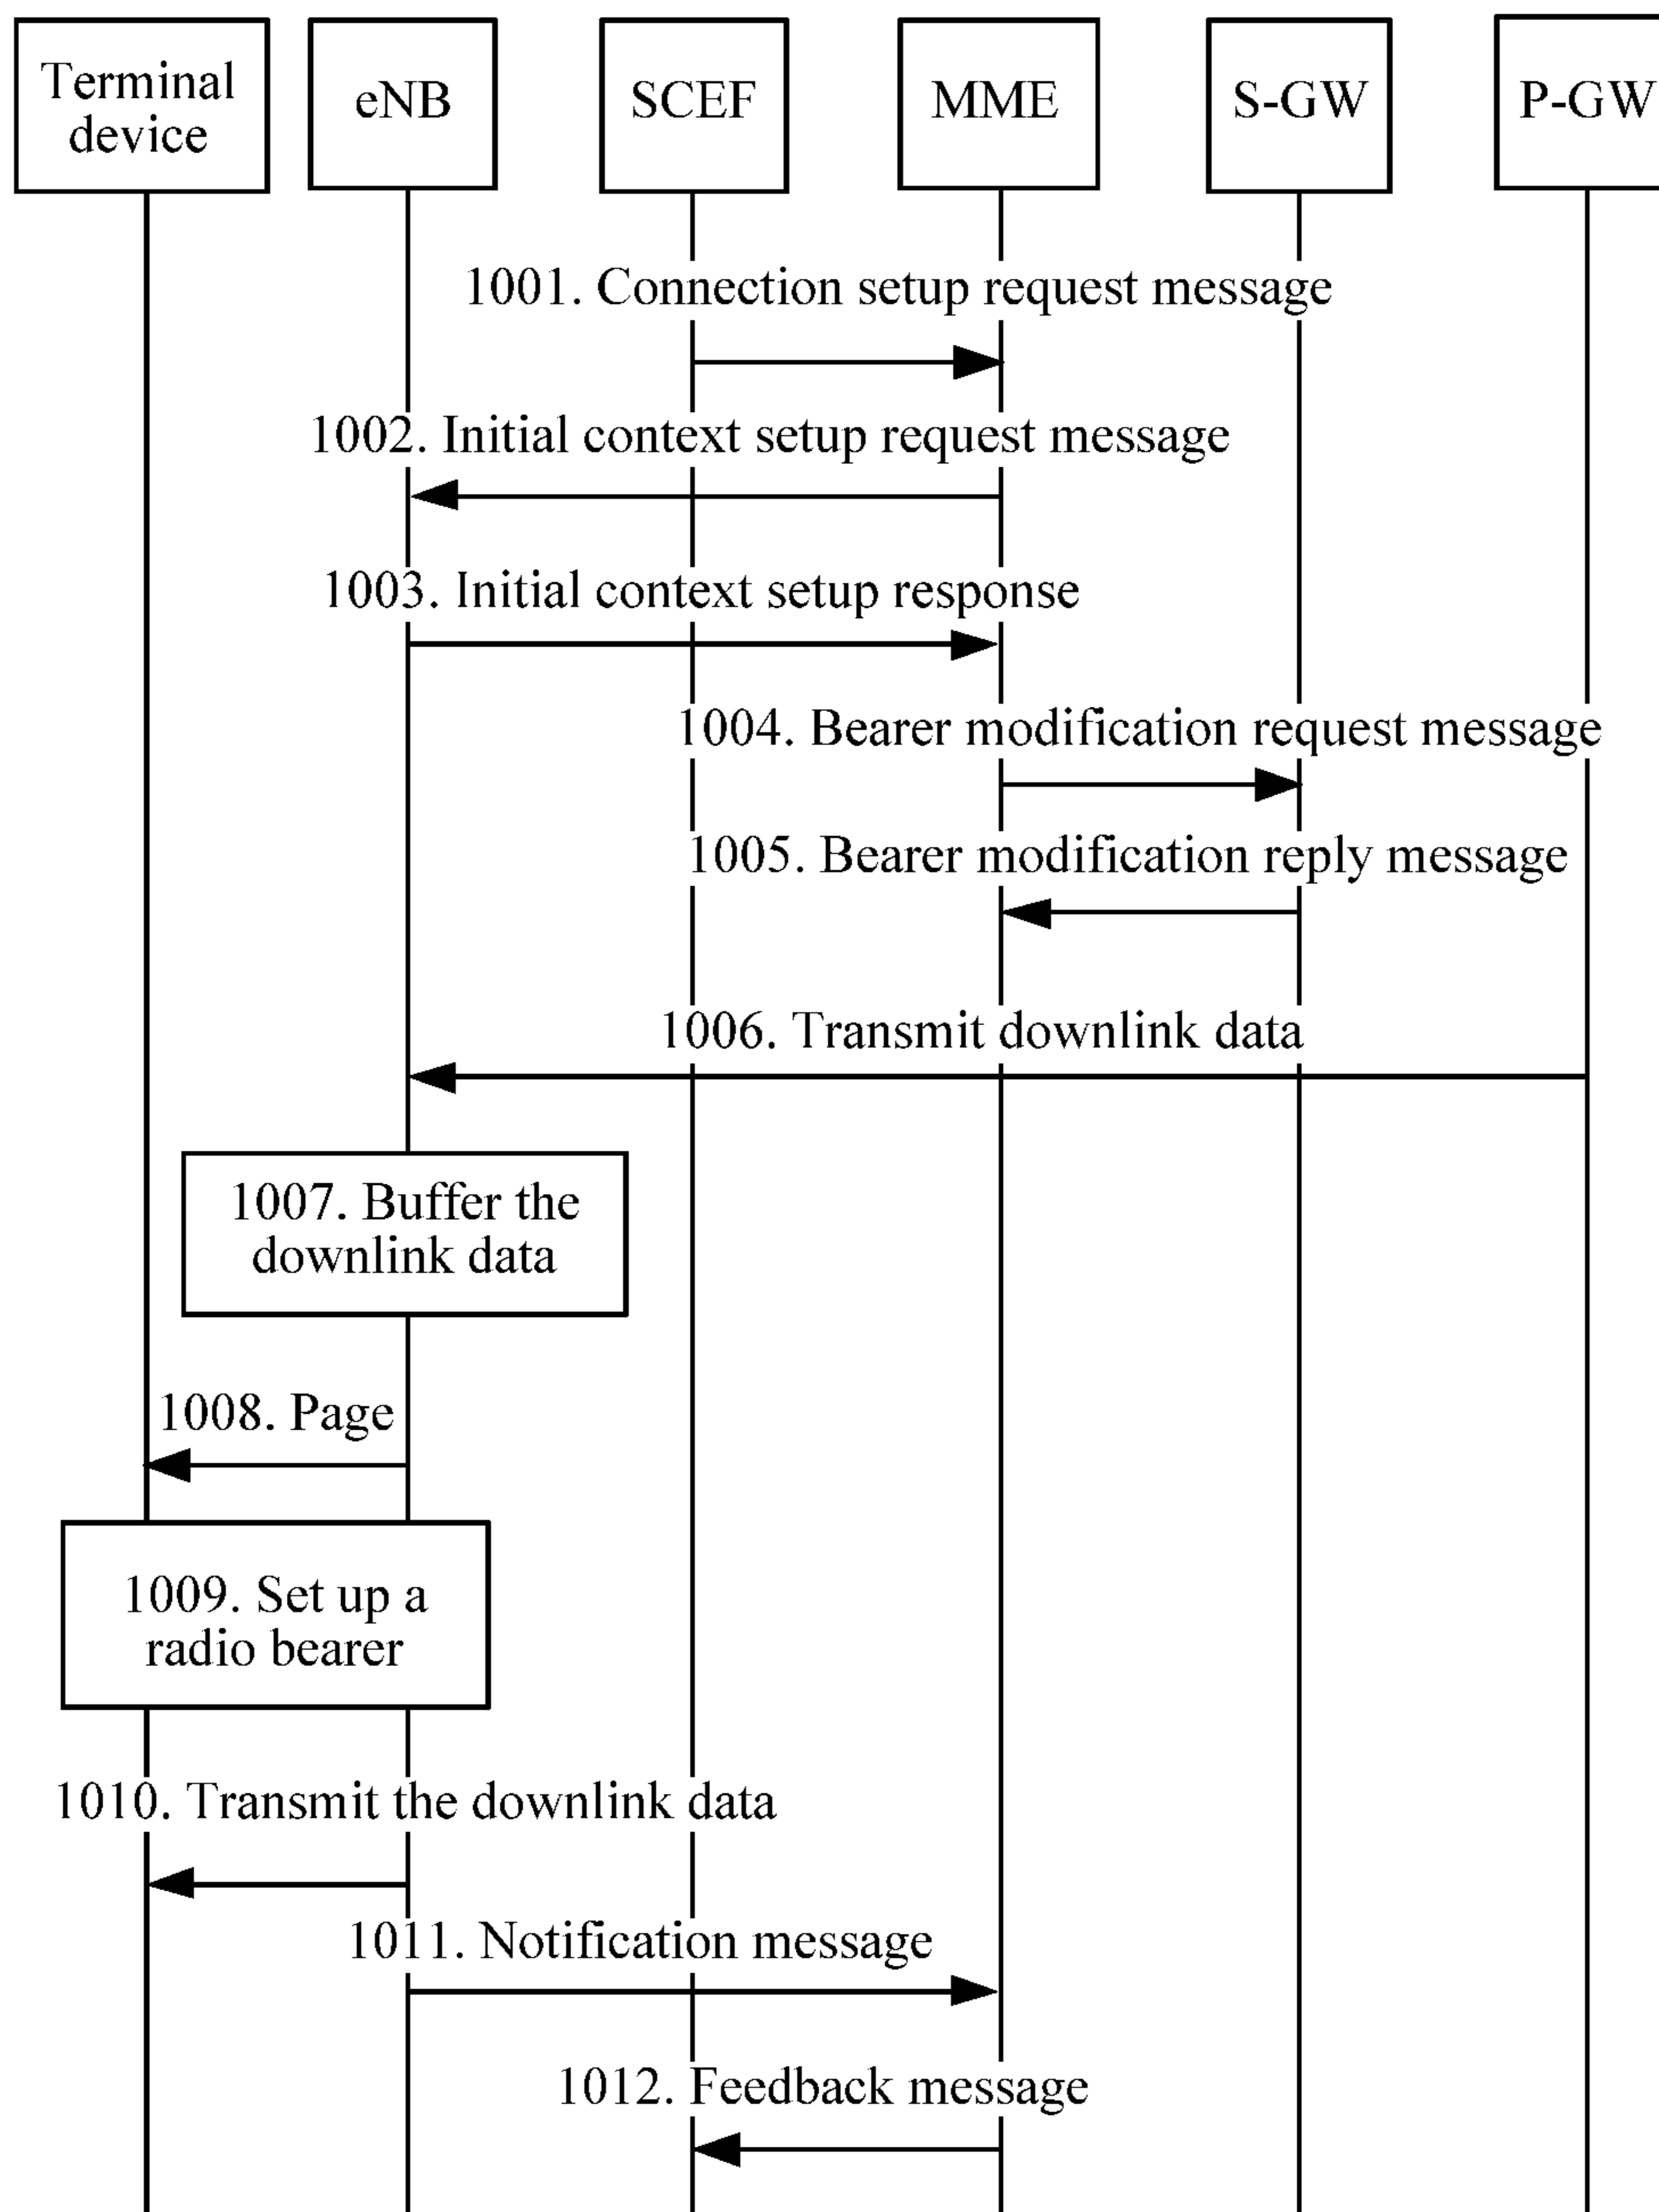 Terminal
device
eNB
SCEF
MME
S-GW
P-GW
1001. Connection setup request message
1002. Initial context setup request message
1003. Initial context setup response
1004. Bearer modification request message
1005. Bearer modification reply message
1006. Transmit downlink data
1007. Buffer the
downlink data
1008. Page
1009. Set up a
radio bearer
1010. Transmit the downlink data
1011. Notification message
1012. Feedback message